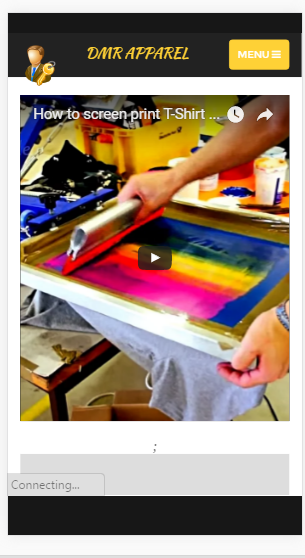 DMR APPAREL
MENU
How to screen print T-Shirt ...
;
Connecting...